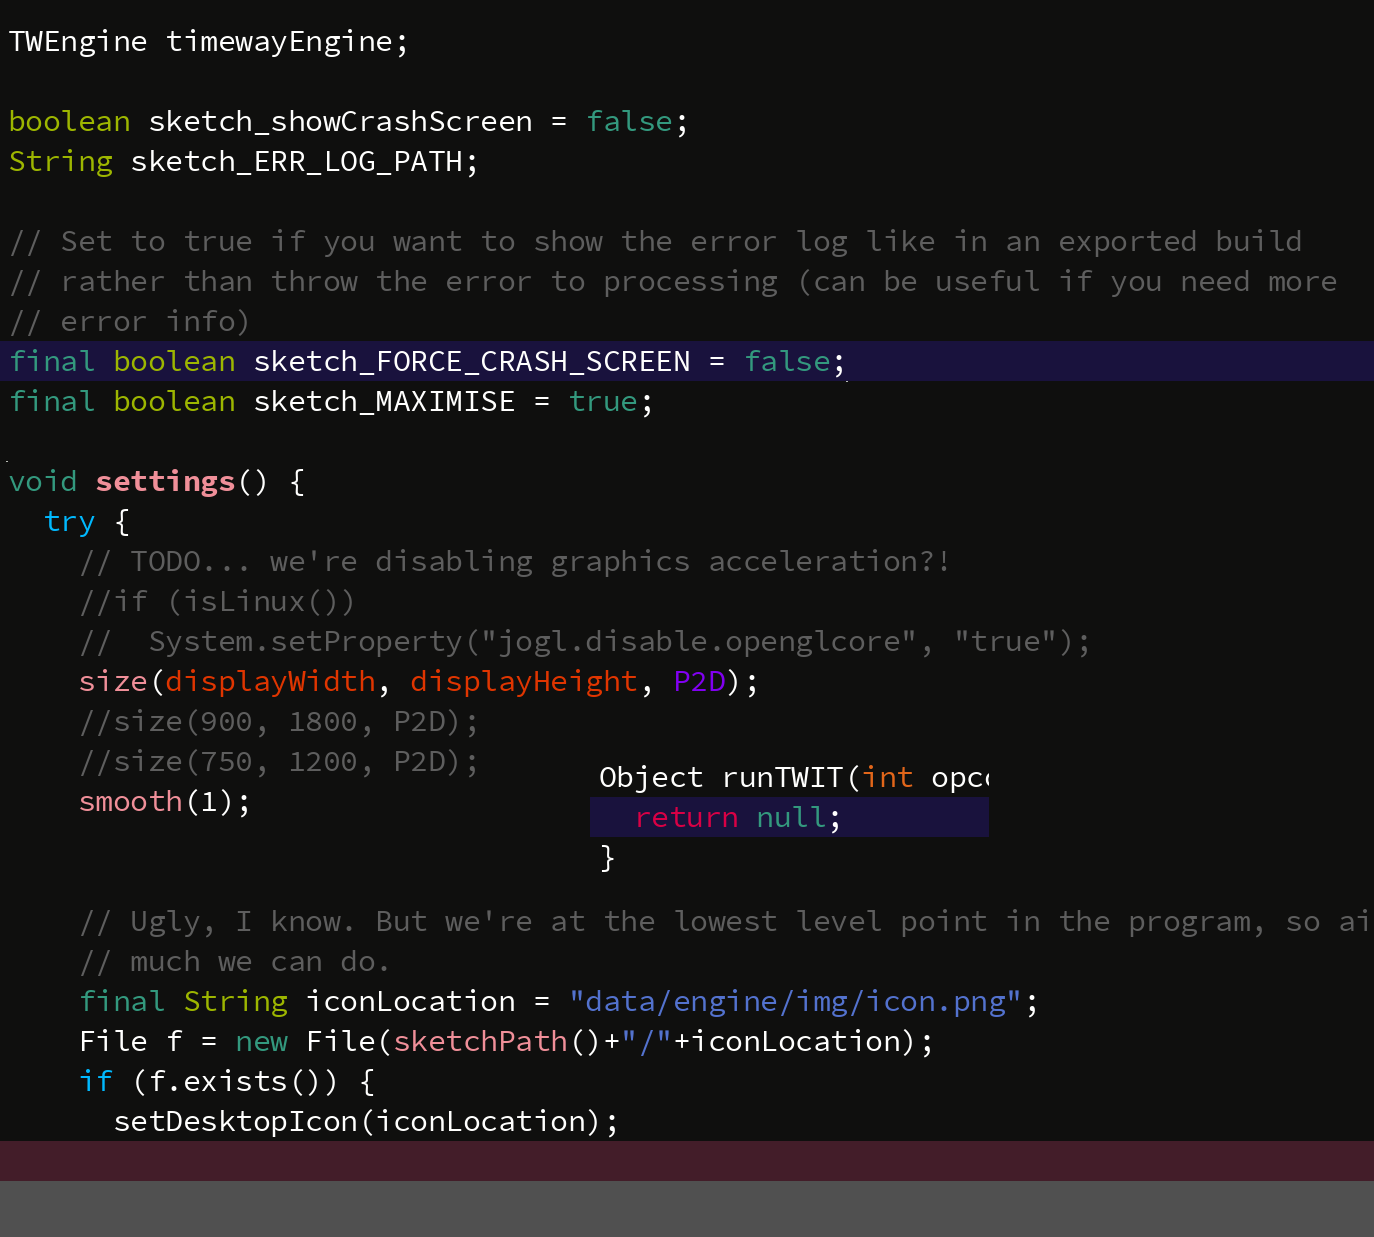 TWEngine timewayEngine;
boolean sketch_showCrashScreen = false;
String sketch_ERR_LOG_PATH;
// Set to true if you want to show the error log like in an exported build
// rather than throw the error to processing (can be useful if you need more
// error info)
final boolean sketch_FORCE_CRASH_SCREEN = false;
final boolean sketch_MAXIMISE = true;
void settings() {
  try {
    // TODO... we're disabling graphics acceleration?!
    //if (isLinux())
    //  System.setProperty("jogl.disable.openglcore", "true");
    size(displayWidth, displayHeight, P2D);
    //size(900, 1800, P2D);
    //size(750, 1200, P2D);
    smooth(1);
Object runTWIT(int opc
  return null;
}
    // Ugly, I know. But we're at the lowest level point in the program, so ai
    // much we can do.
    final String iconLocation = "data/engine/img/icon.png";
    File f = new File(sketchPath()+"/"+iconLocation);
    if (f.exists()) {
      setDesktopIcon(iconLocation);